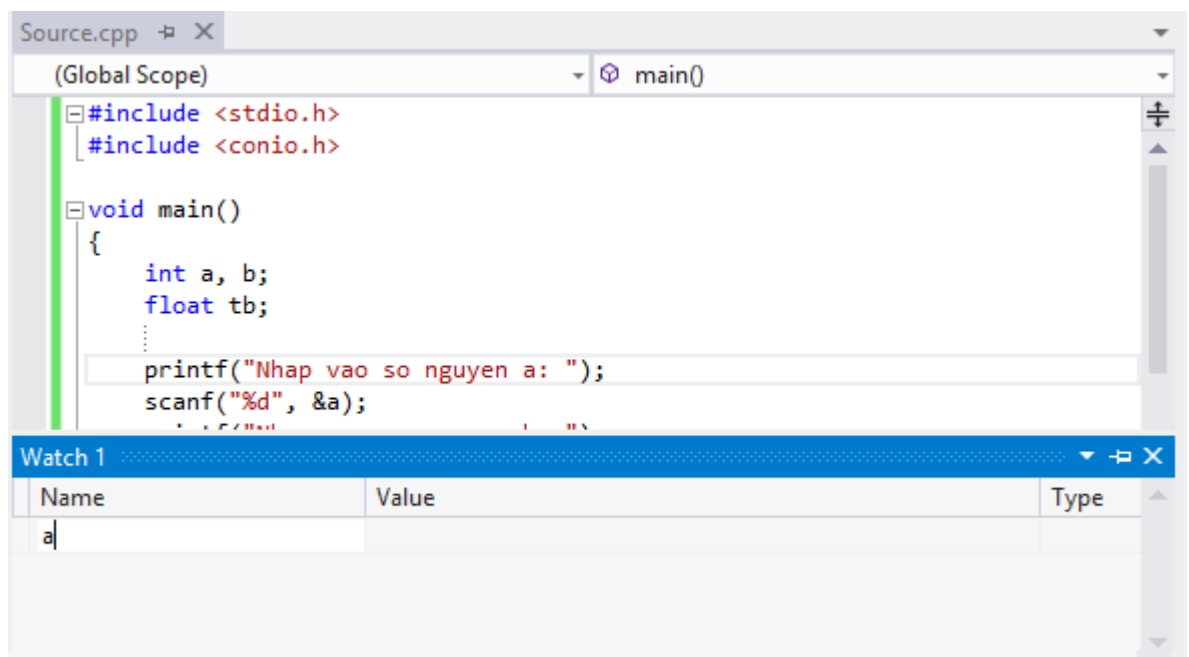 Source.cpp
(Global Scope) main()
#include <stdio.h>
#include <conio.h>
void main()
{
int a, b;
float tb;
printf("Nhap vao so nguyen a: ");
scanf("%d", &a);
Watch 1
Name Value Type
a